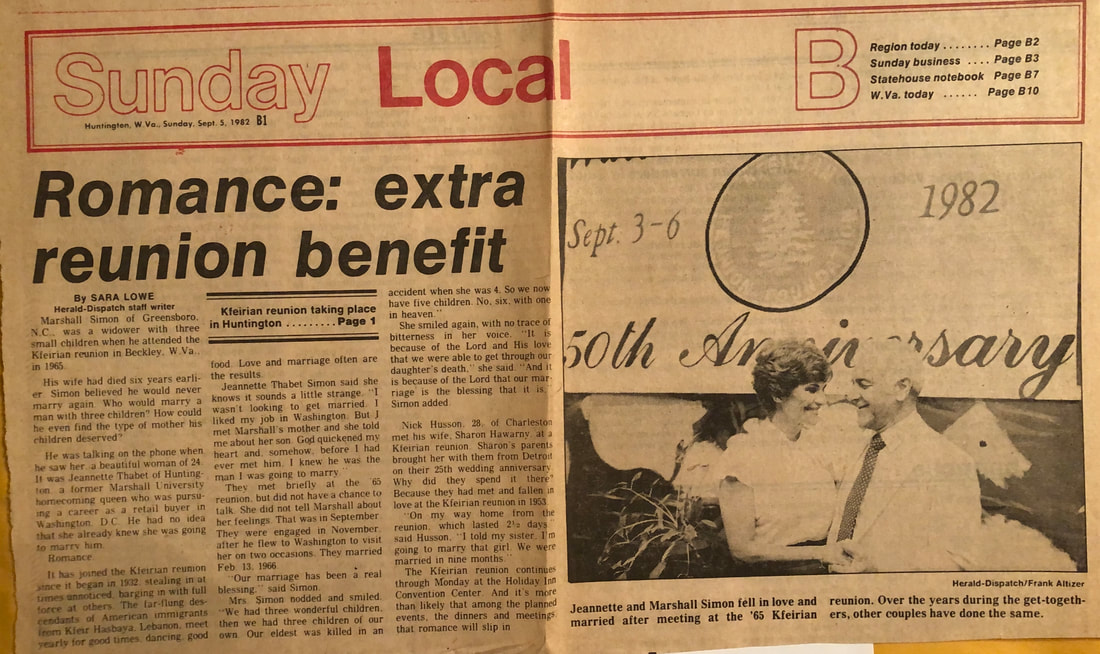 Sunday Local
B
Region today ........ Page B2
Sunday business .... Page B3
Statehouse notebook Page B7
W.Va. today ...... Page B10
Huntington, W.Va., Sunday, Sept. 5, 1982 B1
Romance: extra
reunion benefit
By SARA LOWE
Herald-Dispatch staff writer
Marshall Simon of Greensboro,
N.C., was a widower with three
small children when he attended the
Kfeirian reunion in Beckley, W.Va.,
in 1965.
His wife had died six years earli-
er. Simon believed he would never
marry again. Who would marry a
man with three children? How could
he even find the type of mother his
children deserved?
He was talking on the phone when
he saw her, a beautiful woman of 24.
It was Jeannette Thabet of Hunting-
ton, a former Marshall University
homecoming queen who was pursu-
ing a career as a retail buyer in
Washington, D.C. He had no idea
that she already knew she was going
to marry him.
Romance.
It has joined the Kfeirian reunion
since it began in 1932, stealing in at
times unnoticed, barging in with full
force at others. The far-flung des-
cendants of American immigrants
from Kfeir Hasbaya, Lebanon, meet
yearly for good times, dancing, good
Kfeirian reunion taking place
in Huntington ......... Page 1
food. Love and marriage often are
the results.
Jeannette Thabet Simon said she
knows it sounds a little strange. "I
wasn't looking to get married. I
liked my job in Washington. But I
met Marshall's mother and she told
me about her son. God quickened my
heart and, somehow, before I had
ever met him, I knew he was the
man I was going to marry."
They met briefly at the '65
reunion, but did not have a chance to
talk. She did not tell Marshall about
her feelings. That was in September.
They were engaged in November,
after he flew to Washington to visit
her on two occasions. They married
Feb. 13, 1966.
"Our marriage has been a real
blessing," said Simon.
Mrs. Simon nodded and smiled.
"We had three wonderful children,
then we had three children of our
own. Our eldest was killed in an
accident when she was 4. So we now
have five children. No, six, with one
in heaven."
She smiled again, with no trace of
bitterness in her voice. "It is
because of the Lord and His love
that we were able to get through our
daughter's death," she said. "And it
is because of the Lord that our mar-
riage is the blessing that it is,"
Simon added.
Nick Husson, 28, of Charleston
met his wife, Sharon Hawarny, at a
Kfeirian reunion. Sharon's parents
brought her with them from Detroit
on their 25th wedding anniversary.
Why did they spend it there?
Because they had met and fallen in
love at the Kfeirian reunion in 1953.
"On my way home from the
reunion, which lasted 2½ days,"
said Husson, "I told my sister, I'm
going to marry that girl. We were
married in nine months."
The Kfeirian reunion continues
through Monday at the Holiday Inn
Convention Center. And it's more
than likely that among the planned
events, the dinners and meetings,
that romance will slip in
Sept. 3-6
1982
50th Anniversary
Herald-Dispatch/Frank Altizer
Jeannette and Marshall Simon fell in love and
married after meeting at the '65 Kfeirian
reunion. Over the years during the get-togeth-
ers, other couples have done the same.